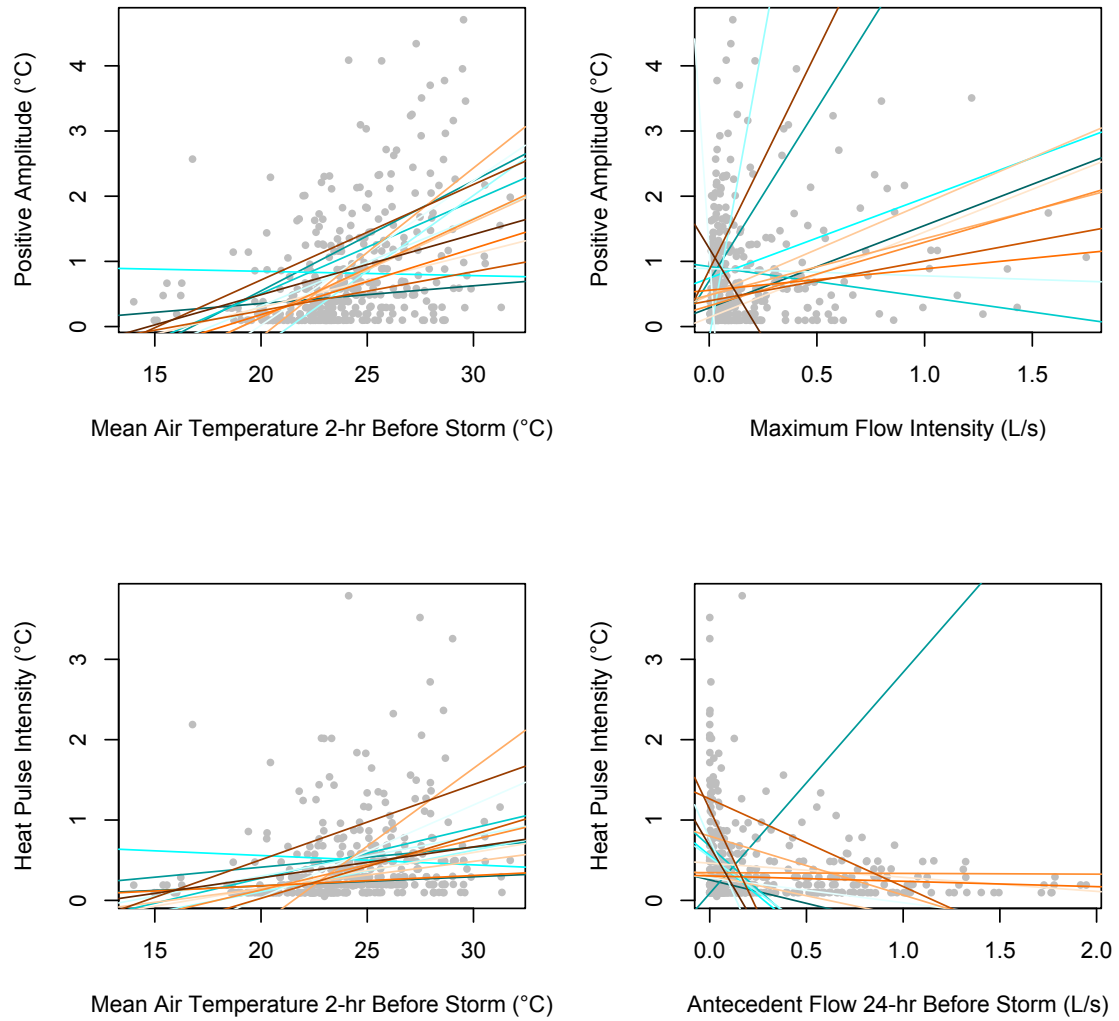 Positive Amplitude (°C)
4
3
2
1
0
15 20 25 30
Mean Air Temperature 2-hr Before Storm (°C)
Positive Amplitude (°C)
4
3
2
1
0
0.0 0.5 1.0 1.5
Maximum Flow Intensity (L/s)
Heat Pulse Intensity (°C)
3
2
1
0
15 20 25 30
Mean Air Temperature 2-hr Before Storm (°C)
Heat Pulse Intensity (°C)
3
2
1
0
0.0 0.5 1.0 1.5 2.0
Antecedent Flow 24-hr Before Storm (L/s)